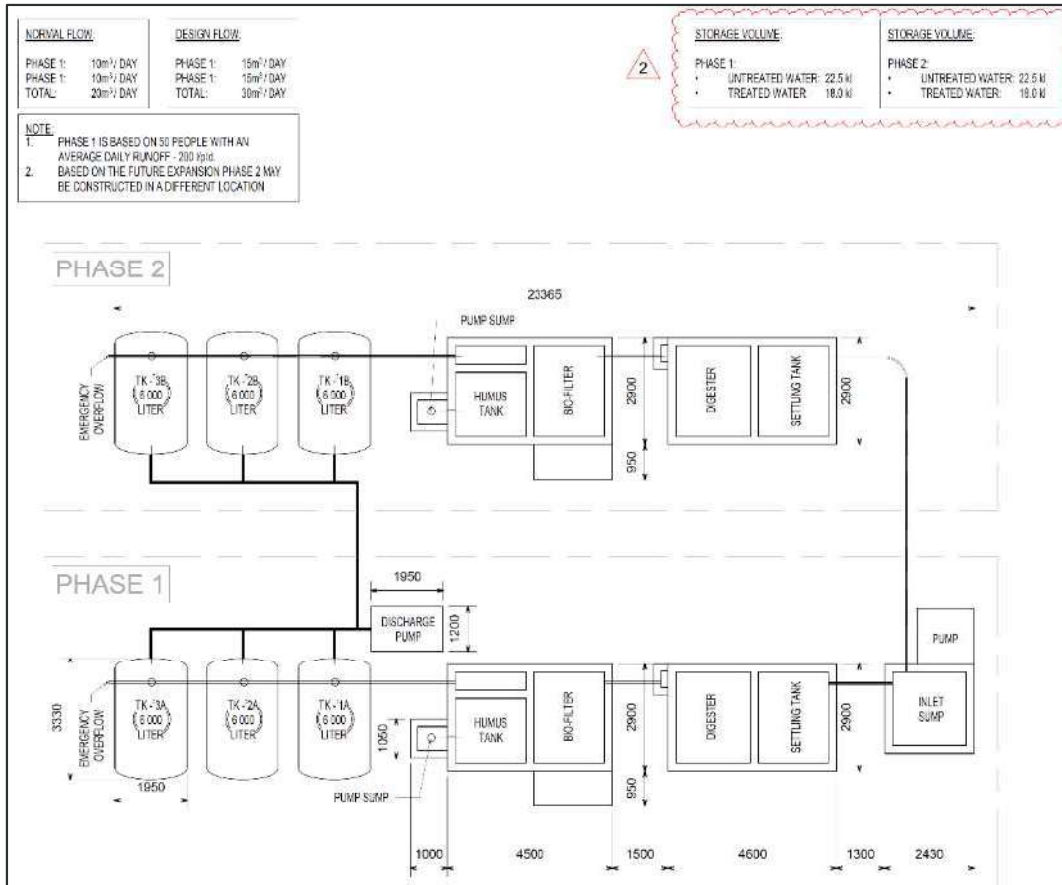 NORMAL FLOW:
PHASE 1: 10m³/ DAY
PHASE 1: 10m³/ DAY
TOTAL: 20m³/ DAY
DESIGN FLOW:
PHASE 1: 15m³/ DAY
PHASE 1: 15m³/ DAY
TOTAL: 30m³/ DAY
NOTE:
1. PHASE 1 IS BASED ON 50 PEOPLE WITH AN
AVERAGE DAILY RUNOFF - 200
2. BASED ON THE FUTURE EXPANSION PHASE 2 MAY
BE CONSTRUCTED IN A DIFFERENT LOCATION
2
STORAGE VOLUME:
PHASE 1:
• UNTREATED WATER: 22.5 kl
• TREATED WATER: 18.0 kl
STORAGE VOLUME:
PHASE 2:
• UNTREATED WATER: 22.5 kl
• TREATED WATER: 18.0 kl
PHASE 2
23365
PUMP SUMP
EMERGENCY
OVERFLOW
TK-3B
6 000
LITER
TK-2B
6 000
LITER
TK-1B
6 000
LITER
HUMUS
TANK
BIO-FILTER
2900
950
DIGESTER
SETTLING TANK
2900
PHASE 1
1950
DISCHARGE
PUMP
1200
3330
EMERGENCY
OVERFLOW
TK-3A
6 000
LITER
TK-2A
6 000
LITER
TK-1A
6 000
LITER
1950
1050
PUMP SUMP
HUMUS
TANK
BIO-FILTER
2900
950
DIGESTER
SETTLING TANK
2900
PUMP
INLET
SUMP
1000
4500
1500
4600
1300
2430